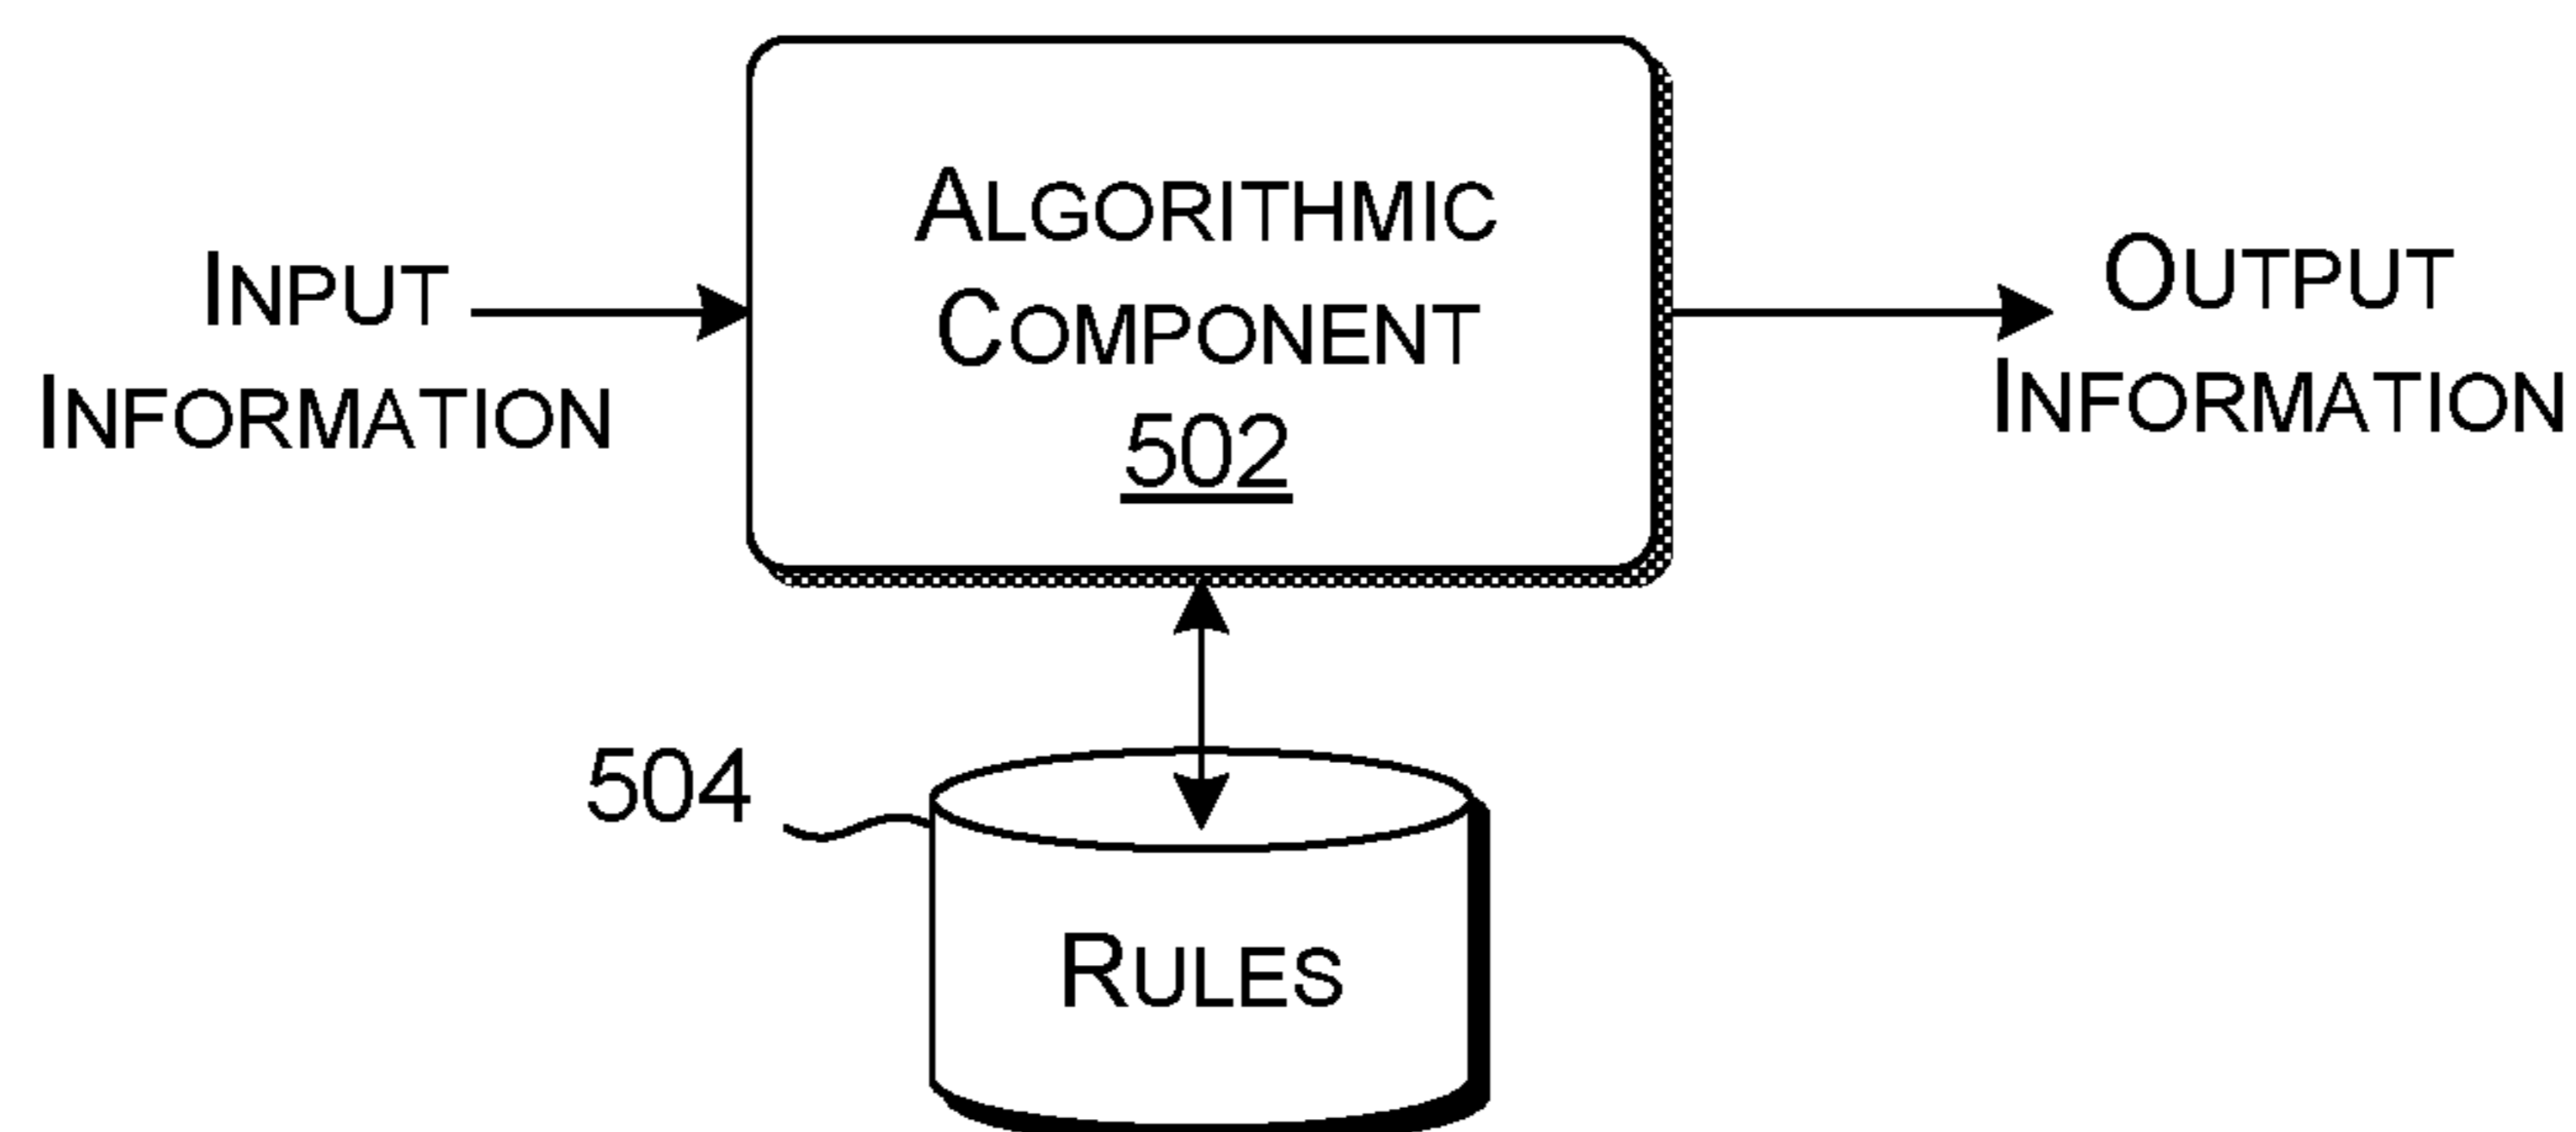 INPUT
INFORMATION
ALGORITHMIC
COMPONENT
502
OUTPUT
INFORMATION
504
RULES